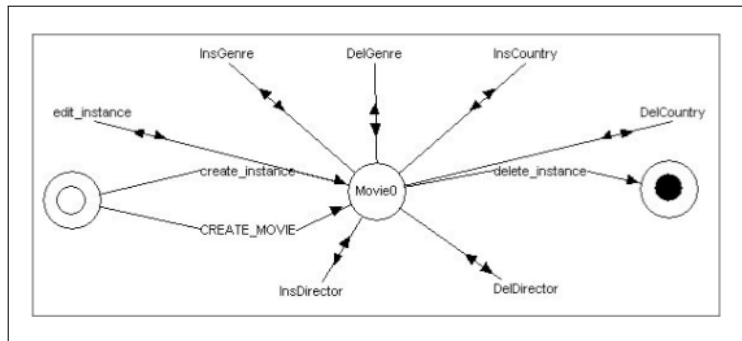 InsGenre
DelGenre
InsCountry
edit_instance
DelCountry
create_instance
delete_instance
Movie0
CREATE_MOVIE
InsDirector
DelDirector